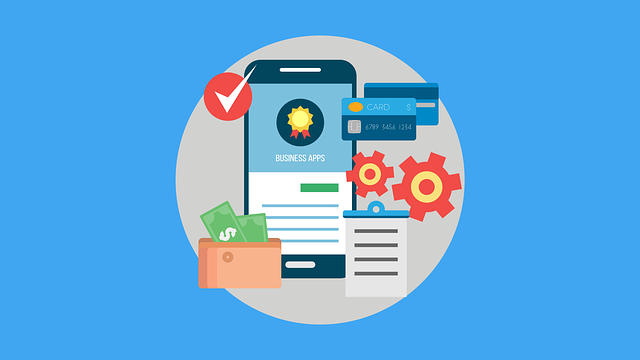 CARD $
6789 3456 1234
BUSINESS APPS
$